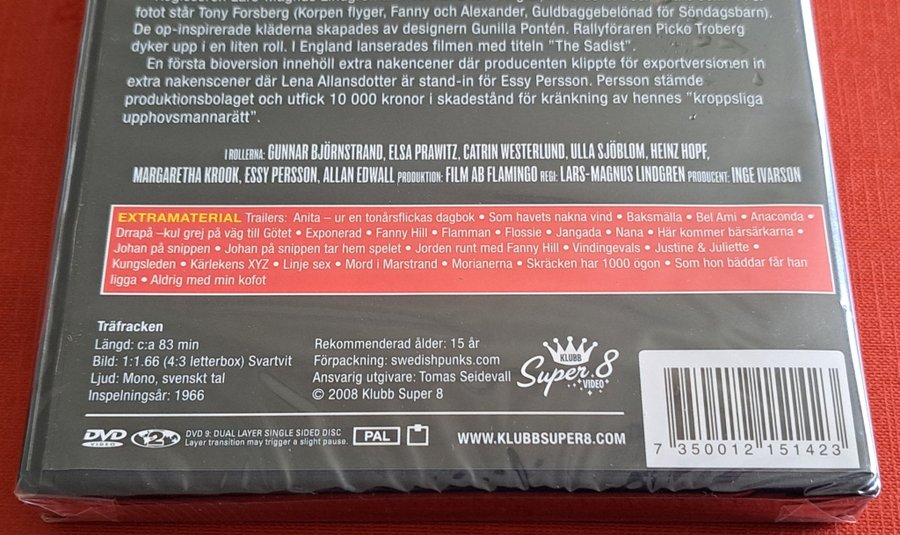 fotot står Tony Forsberg (Korpen flyger, Fanny och Alexander, Guldbaggebelönad för Söndagsbarn).
De op-inspirerade kläderna skapades av designern Gunilla Pontén. Rallyföraren Picko Troberg
dyker upp i en liten roll. I England lanserades filmen med titeln "The Sadist".
En första bioversion innehöll extra nakencener där producenten klippte för exportversionen in
extra nakenscener där Lena Allansdotter är stand-in för Essy Persson. Persson stämde
produktionsbolaget och utfick 10 000 kronor i skadestånd för kränkning av hennes "kroppsliga
upphovsmannarätt".
I ROLLERNA: GUNNAR BJÖRNSTRAND, ELSA PRAWITZ, CATRIN WESTERLUND, ULLA SJÖBLOM, HEINZ HOPF,
MARGARETHA KROOK, ESSY PERSSON, ALLAN EDWALL PRODUKTION: FILM AB FLAMINGO REGI: LARS-MAGNUS LINDGREN PRODUCENT: INGE IVARSON
EXTRAMATERIAL Trailers: Anita – ur en tonårsflickas dagbok • Som havets nakna vind • Baksmälla • Bel Ami • Anaconda •
Drrapå –kul grej på väg till Götet • Exponerad • Fanny Hill • Flamman • Flossie • Jangada • Nana • Här kommer bärsärkarna •
Johan på snippen • Johan på snippen tar hem spelet • Jorden runt med Fanny Hill • Vindingevals • Justine & Juliette •
Kungsleden • Kärlekens XYZ • Linje sex • Mord i Marstrand • Morianerna • Skräcken har 1000 ögon • Som hon bäddar får han
ligga • Aldrig med min kofot
Träfracken
Längd: c:a 83 min
Bild: 1:1.66 (4:3 letterbox) Svartvit
Ljud: Mono, svenskt tal
Inspelningsår: 1966
Rekommenderad ålder: 15 år
Förpackning: swedishpunks.com
Ansvarig utgivare: Tomas Seidevall
© 2008 Klubb Super 8
KLUBB
Super 8
VIDEO
DVD
VIDEO
2
DVD 9: DUAL LAYER SINGLE SIDED DISC
Layer transition may trigger a slight pause.
PAL
WWW.KLUBBSUPER8.COM
7 350012 151423